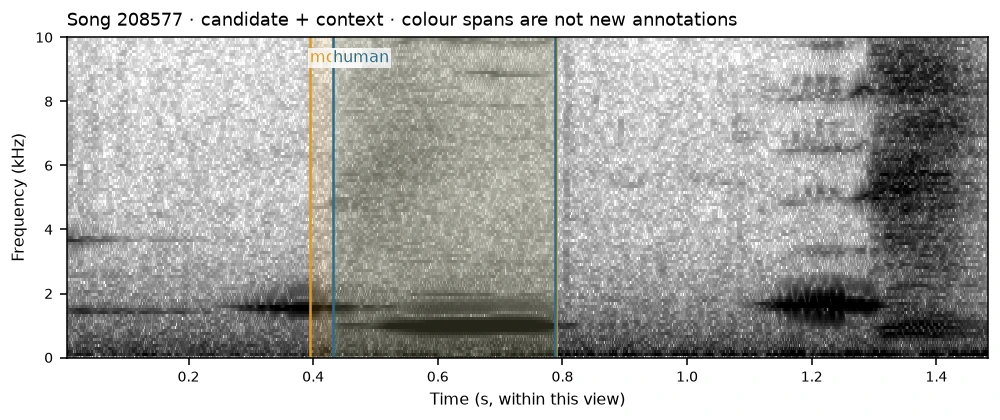 Song 208577 · candidate + context · colour spans are not new annotations
human
10
8
6
4
2
0
Frequency (kHz)
0.2 0.4 0.6 0.8 1.0 1.2 1.4
Time (s, within this view)